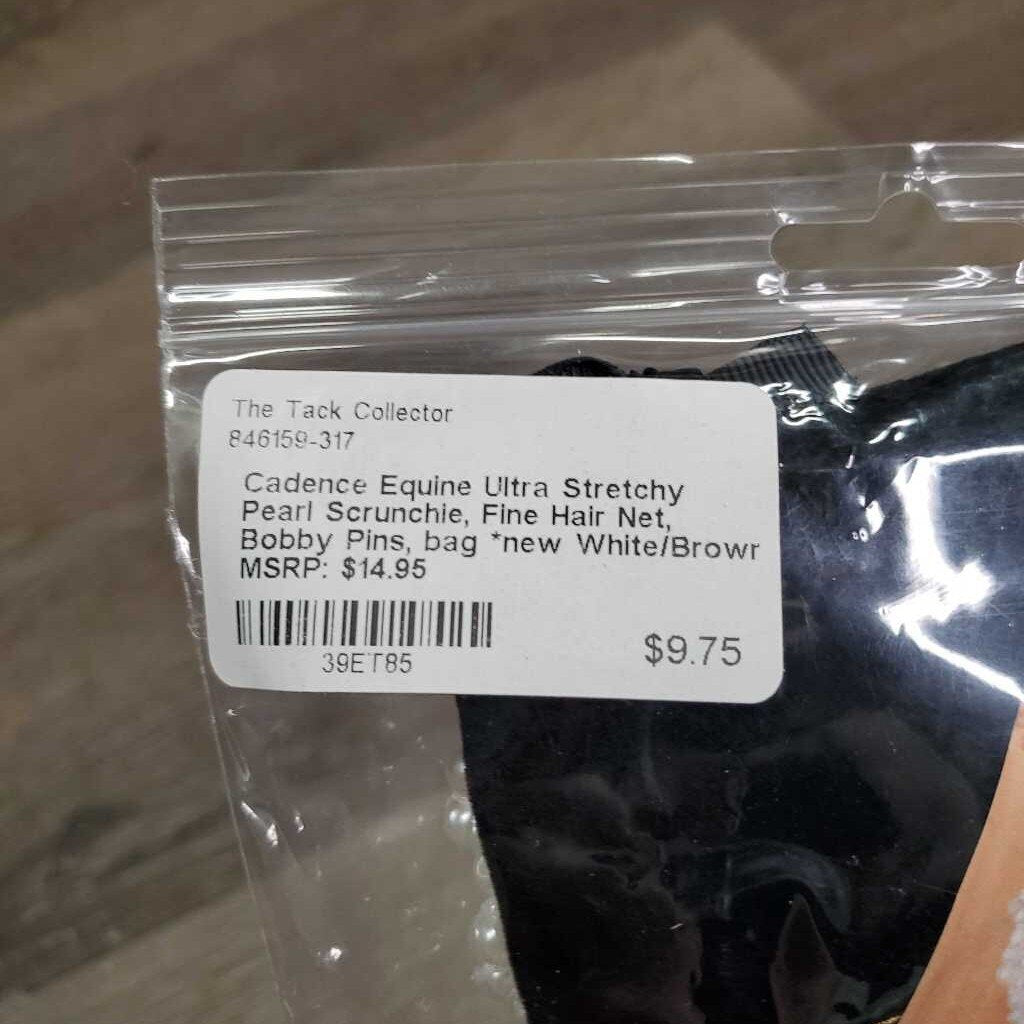 The Tack Collector
846159-317
Cadence Equine Ultra Stretchy
Pearl Scrunchie, Fine Hair Net,
Bobby Pins, bag *new White/Browr
MSRP: $14.95
39ET85
$9.75